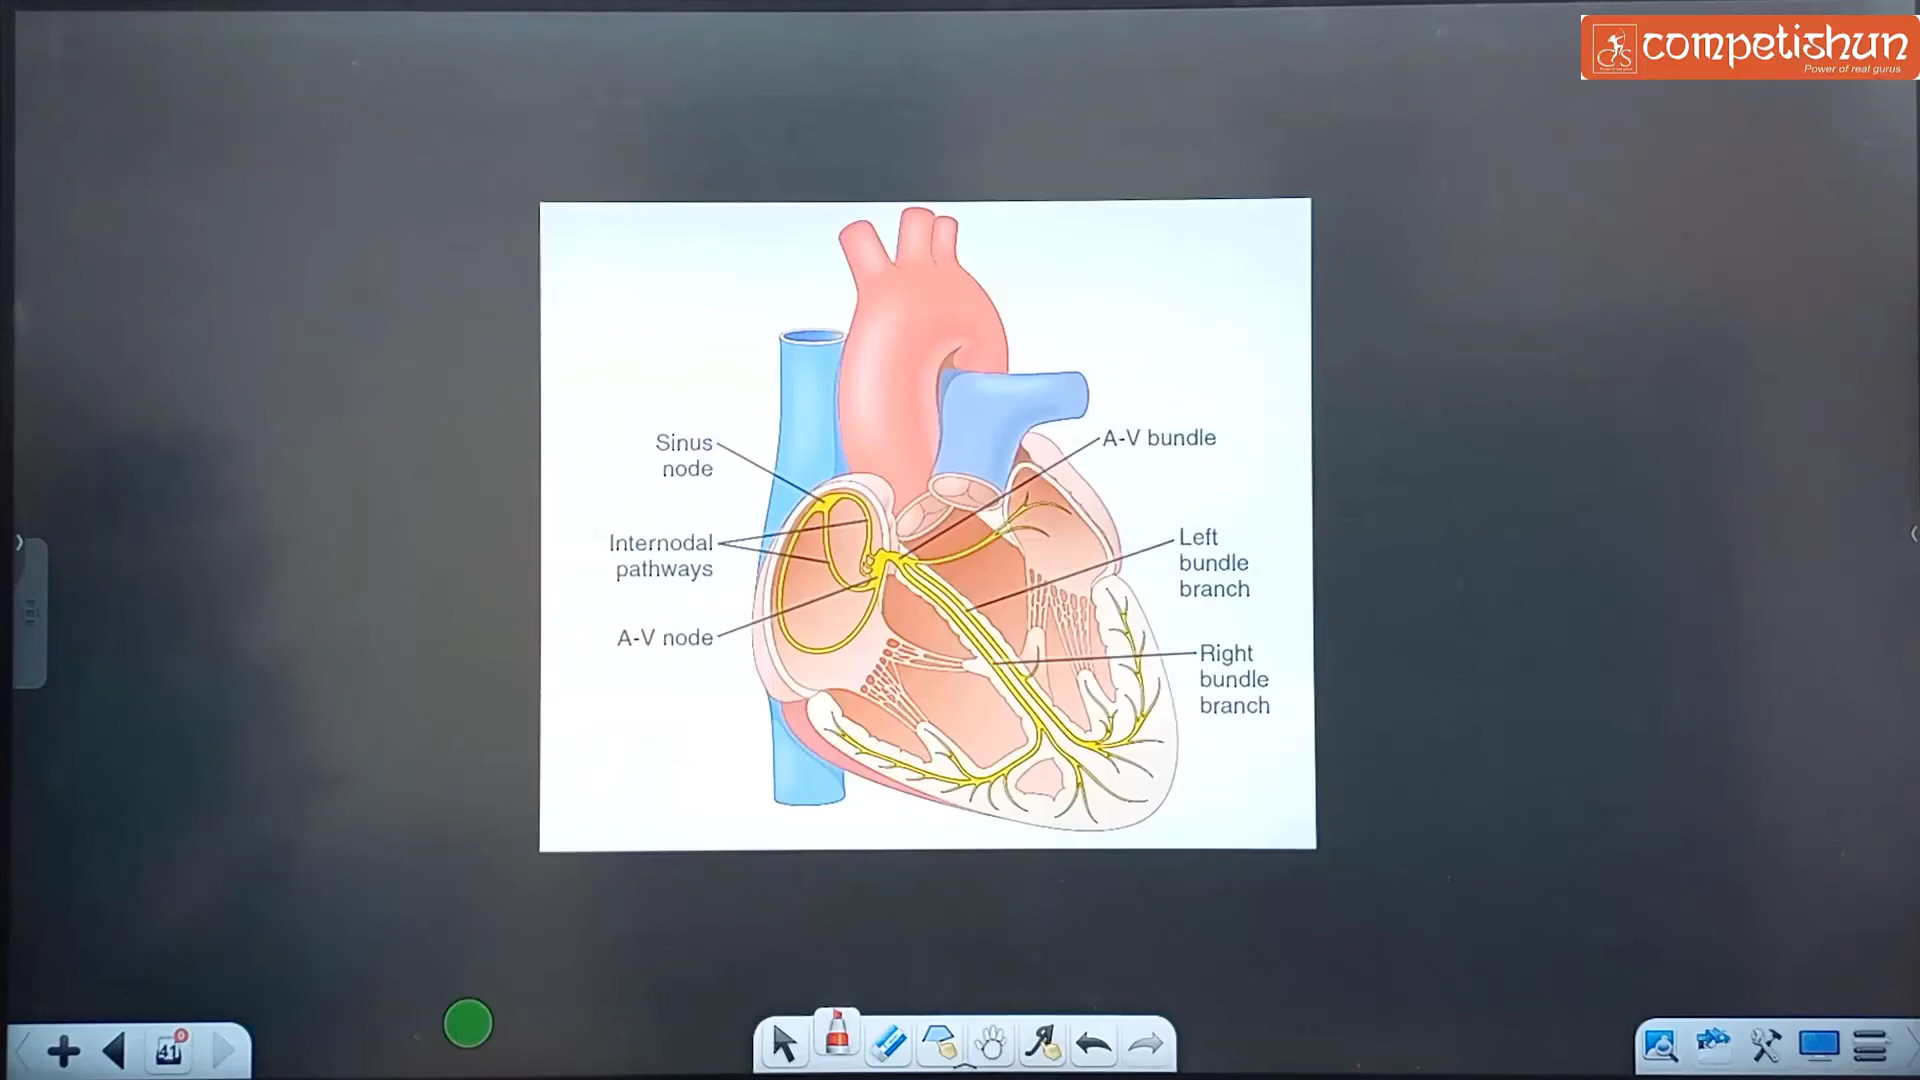 competishun
Power of real gurus
Sinus
node
A-V bundle
Internodal
pathways
Left
bundle
branch
A-V node
Right
bundle
branch
41